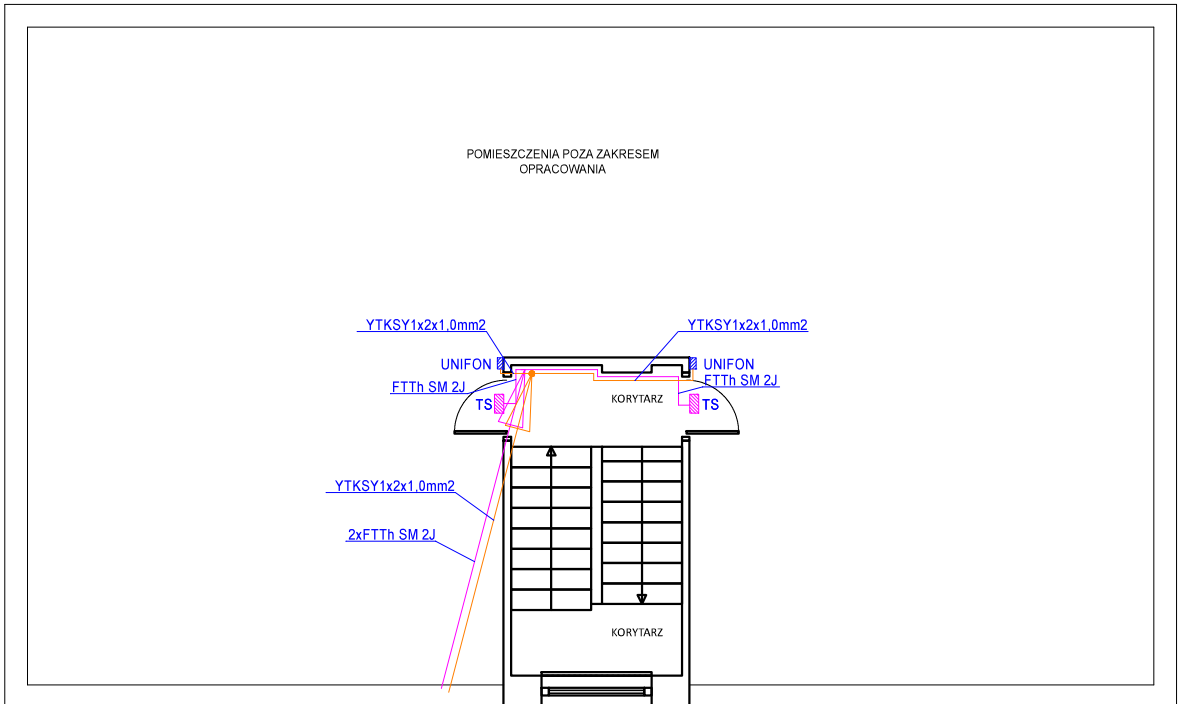 POMIESZCZENIA POZA ZAKRESEM
OPRACOWANIA
YTKSY1x2x1,0mm2
YTKSY1x2x1,0mm2
UNIFON
UNIFON
FTTh SM 2J
FTTh SM 2J
TS
KORYTARZ
TS
YTKSY1x2x1,0mm2
2xFTTh SM 2J
KORYTARZ